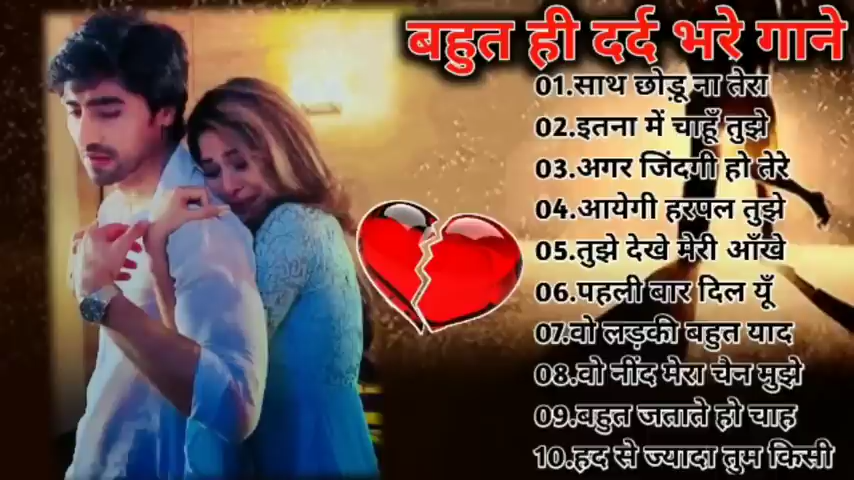 बहुत ही दर्द भरे गाने
01.साथ छोड़ू ना तेरा
02.इतना में चाहूँ तुझे
03.अगर जिंदगी हो तेरे
04.आयेगी हरपल तुझे
05.तुझे देखे मेरी आँखे
06.पहली बार दिल यूँ
07.वो लड़की बहुत याद
08.वो नींद मेरा चैन मुझे
09.बहुत जताते हो चाह
10.हद से ज्यादा तुम किसी